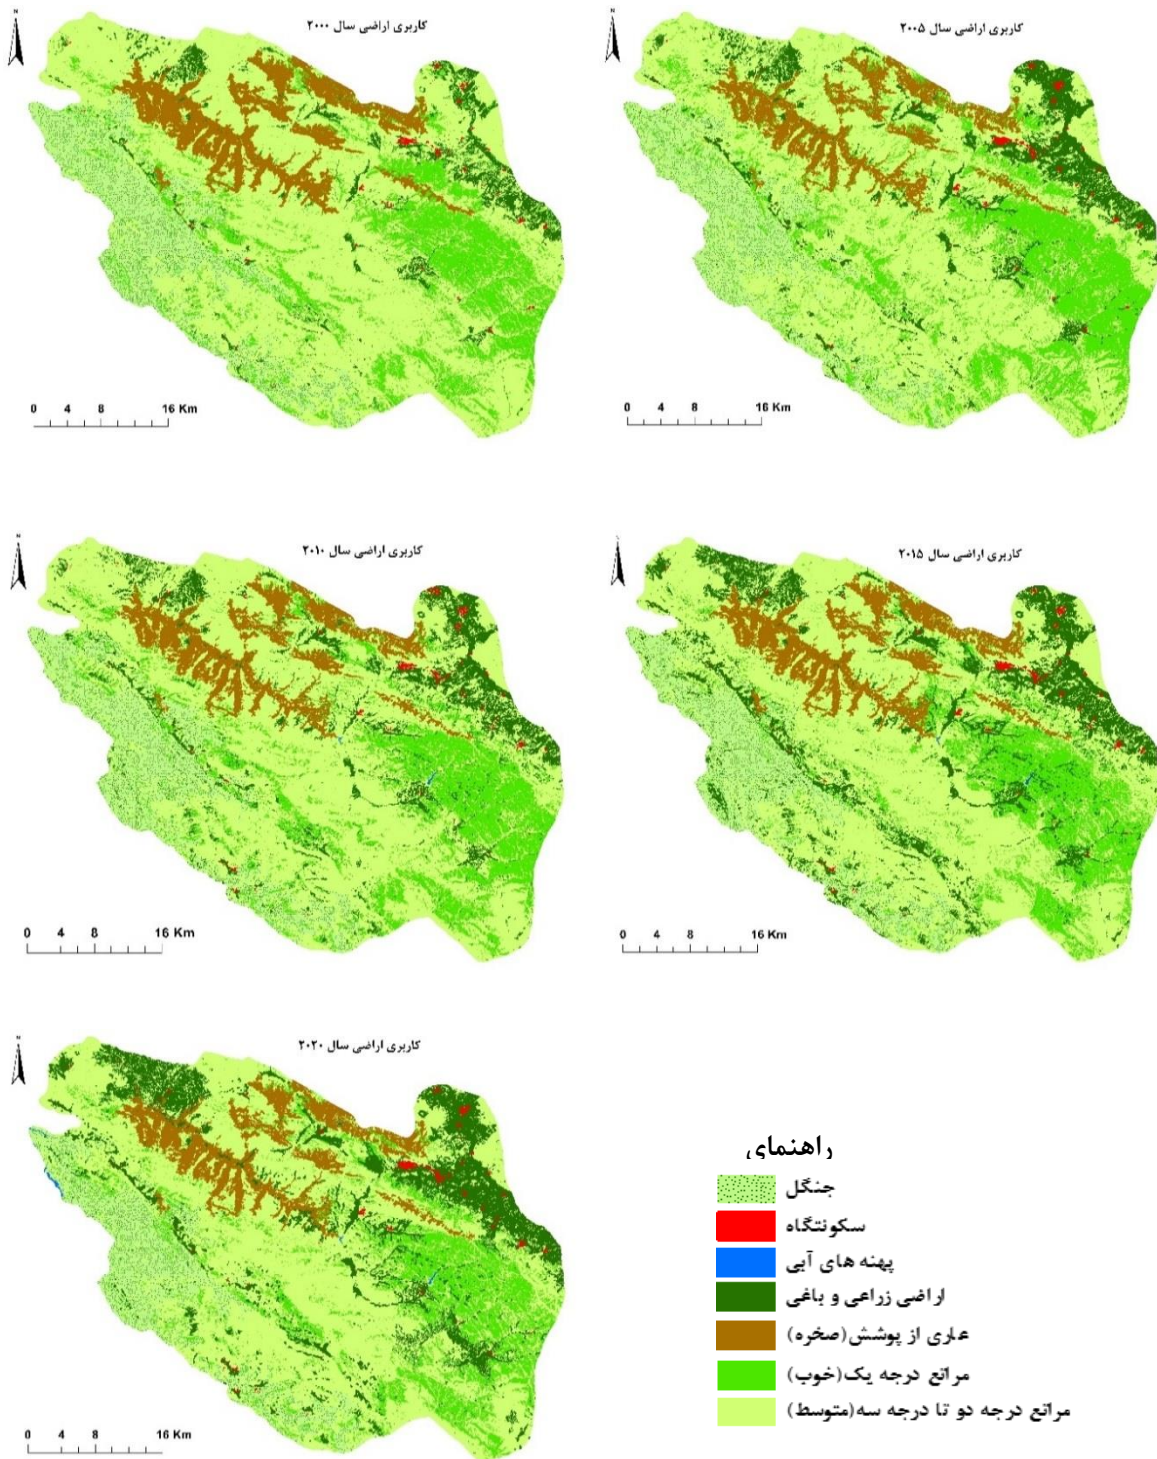 کاربری اراضی سال ۲۰۰۰
N
0 4 8 16 Km
کاربری اراضی سال ۲۰۰۵
N
0 4 8 16 Km
کاربری اراضی سال ۲۰۱۰
N
0 4 8 16 Km
کاربری اراضی سال ۲۰۱۵
0 4 8 16 Km
کاربری اراضی سال ۲۰۲۰
N
0 4 8 16 Km
راهنمای
جنگل
سکونتگاه
پهنه های آبی
اراضی زراعی و باغی
عاری از پوشش(صخره)
مراتع درجه یک(خوب)
مراتع درجه دو تا درجه سه(متوسط)